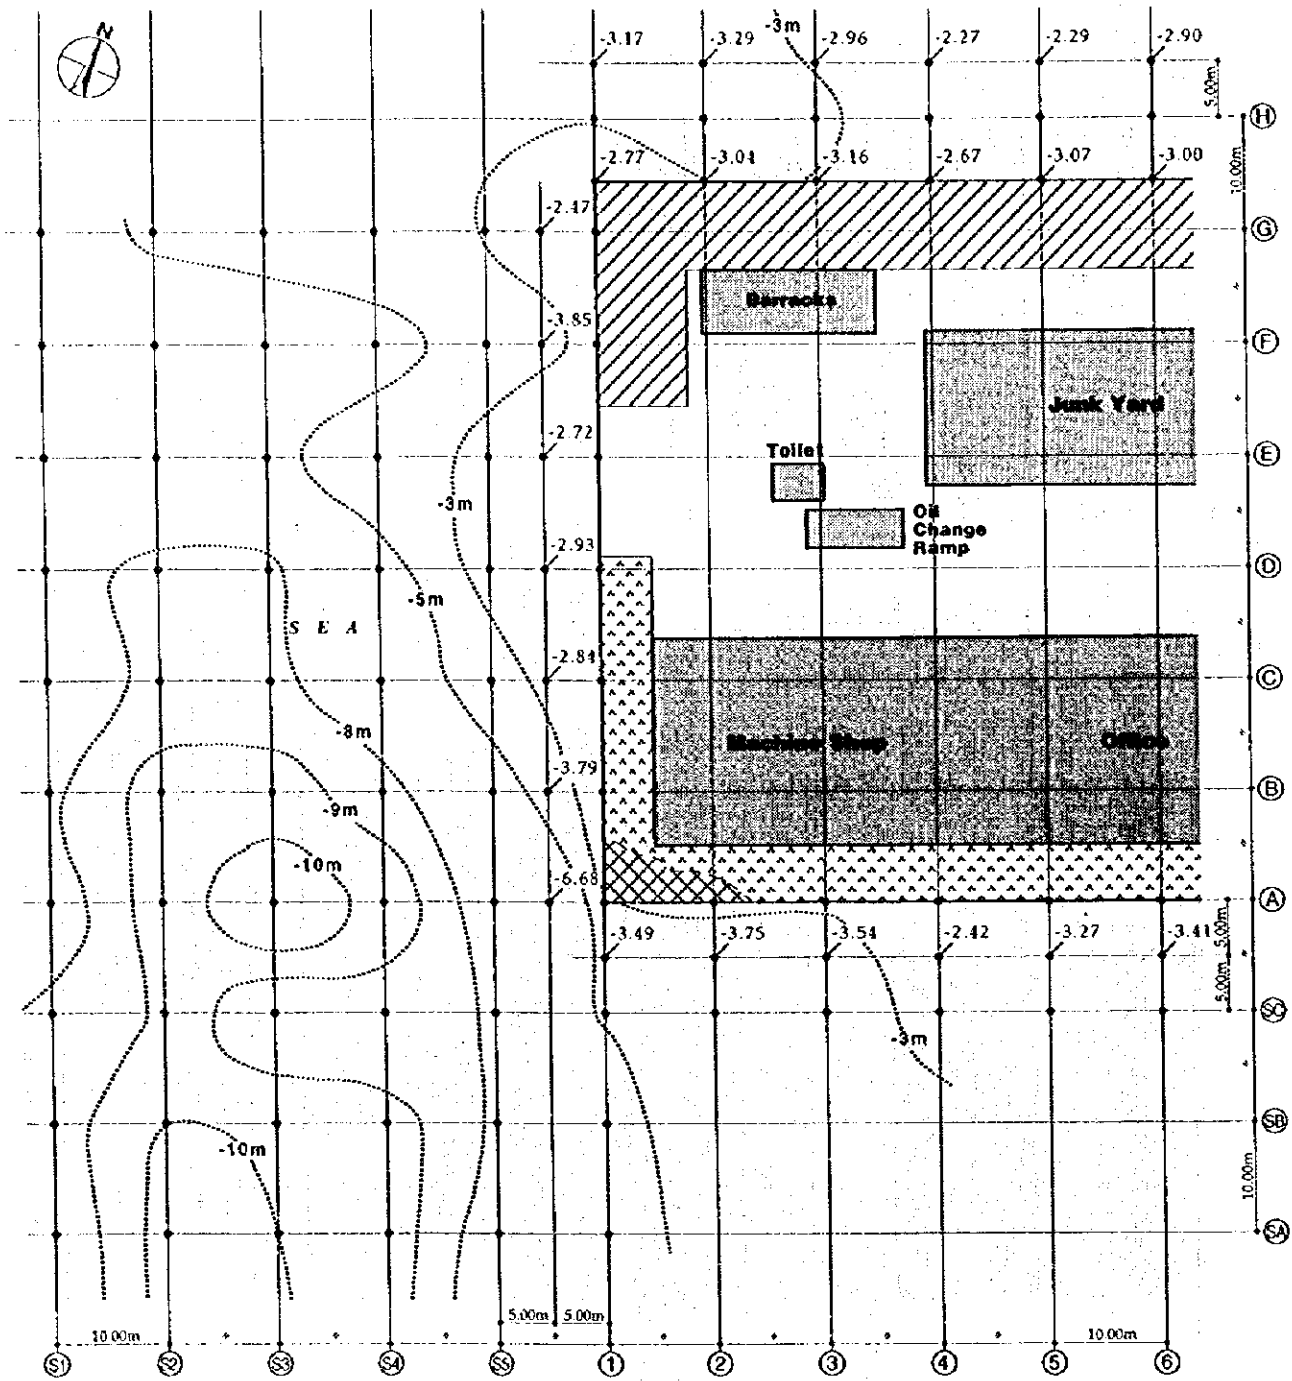 N
-3m
-3.17
-3.29
-2.96
-2.27
-2.29
-2.90
5.00m
H
-2.77
-3.04
-3.16
-2.67
-3.07
-3.00
10.00m
-2.47
G
Barracks
-3.85
F
Junk Yard
-2.72
Toilet
E
-3m
Oil
Change
Ramp
-2.93
D
-5m
S E A
-2.84
C
-8m
Machine Shop
Office
-3.79
B
-9m
-10m
-6.68
A
-3.49
-3.75
-3.54
-2.42
-3.27
-3.41
5.00m
5.00m
SC
-3m
SB
-10m
10.00m
SA
10.00m
5.00m
5.00m
10.00m
S1
S2
S3
S4
S5
1
2
3
4
5
6